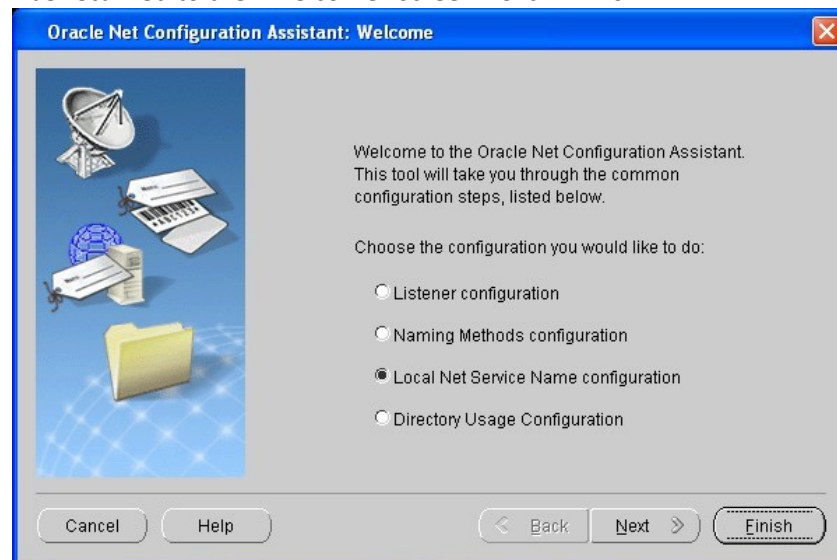 Oracle Net Configuration Assistant: Welcome
Welcome to the Oracle Net Configuration Assistant.
This tool will take you through the common
configuration steps, listed below.
Choose the configuration you would like to do:
Listener configuration
Naming Methods configuration
Local Net Service Name configuration
Directory Usage Configuration
Cancel
Help
Back
Next
Finish